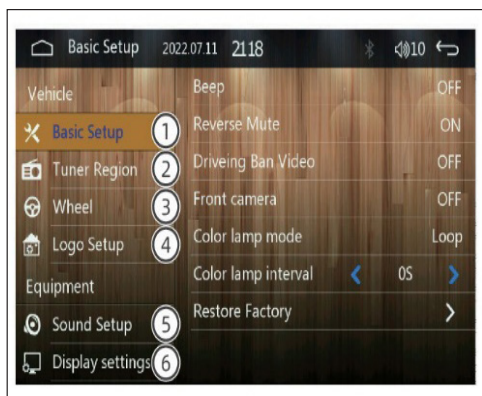 Basic Setup 2022.07.11 2118 10
Vehicle
Basic Setup 1
Tuner Region 2
Wheel 3
Logo Setup 4
Equipment
Sound Setup 5
Display settings 6
Beep OFF
Reverse Mute ON
Driveing Ban Video OFF
Front camera OFF
Color lamp mode Loop
Color lamp interval 0S
Restore Factory